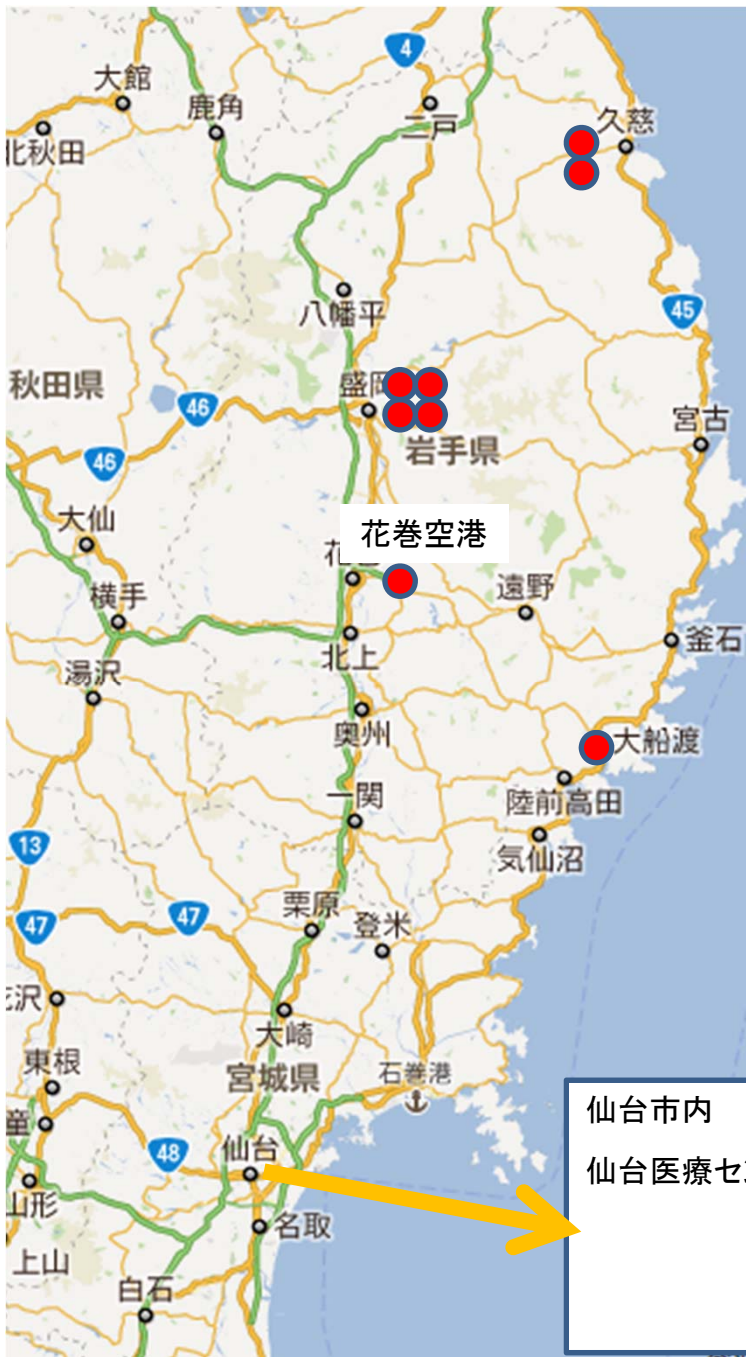 4
大館
鹿角
二戸
久慈
北秋田
八幡平
45
秋田県
46
盛岡
宮古
46
岩手県
大仙
花巻空港
横手
遠野
北上
釜石
湯沢
奥州
大船渡
一関
陸前高田
13
気仙沼
47
47
栗原
登米
大崎
東根
宮城県
石巻港
仙台市内
48
仙台
仙台医療セン
山形
名取
上山
白石